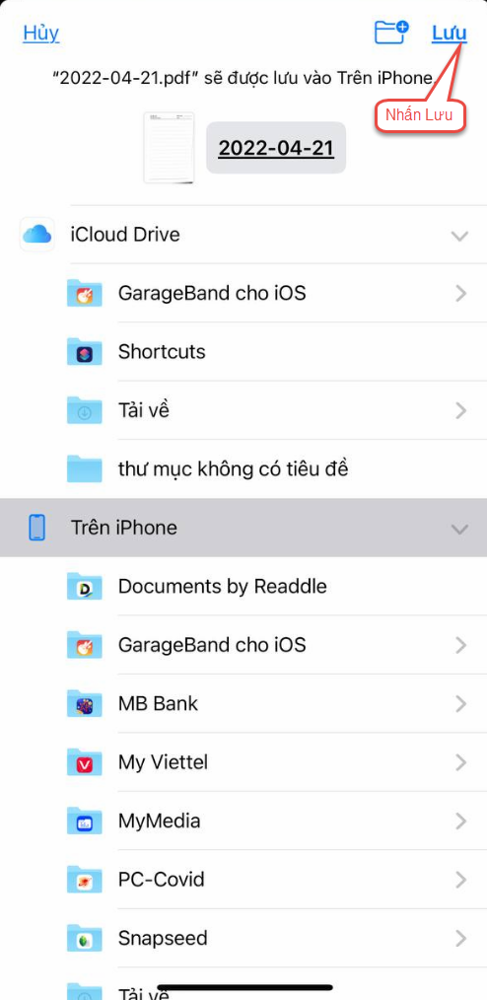 Hủy
Lưu
“2022-04-21.pdf” sẽ được lưu vào Trên iPhone.
Nhấn Lưu
2022-04-21
iCloud Drive
GarageBand cho iOS
Shortcuts
Tải về
thư mục không có tiêu đề
Trên iPhone
Documents by Readdle
GarageBand cho iOS
MB Bank
My Viettel
MyMedia
PC-Covid
Snapseed
Tải về